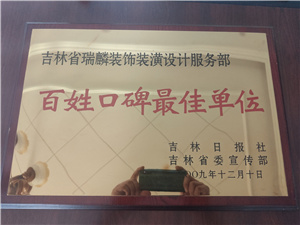 吉林省瑞麟装饰装潢设计服务部
百姓口碑最佳单位
吉林日报社
吉林省委宣传部
〇〇九年十二月十日